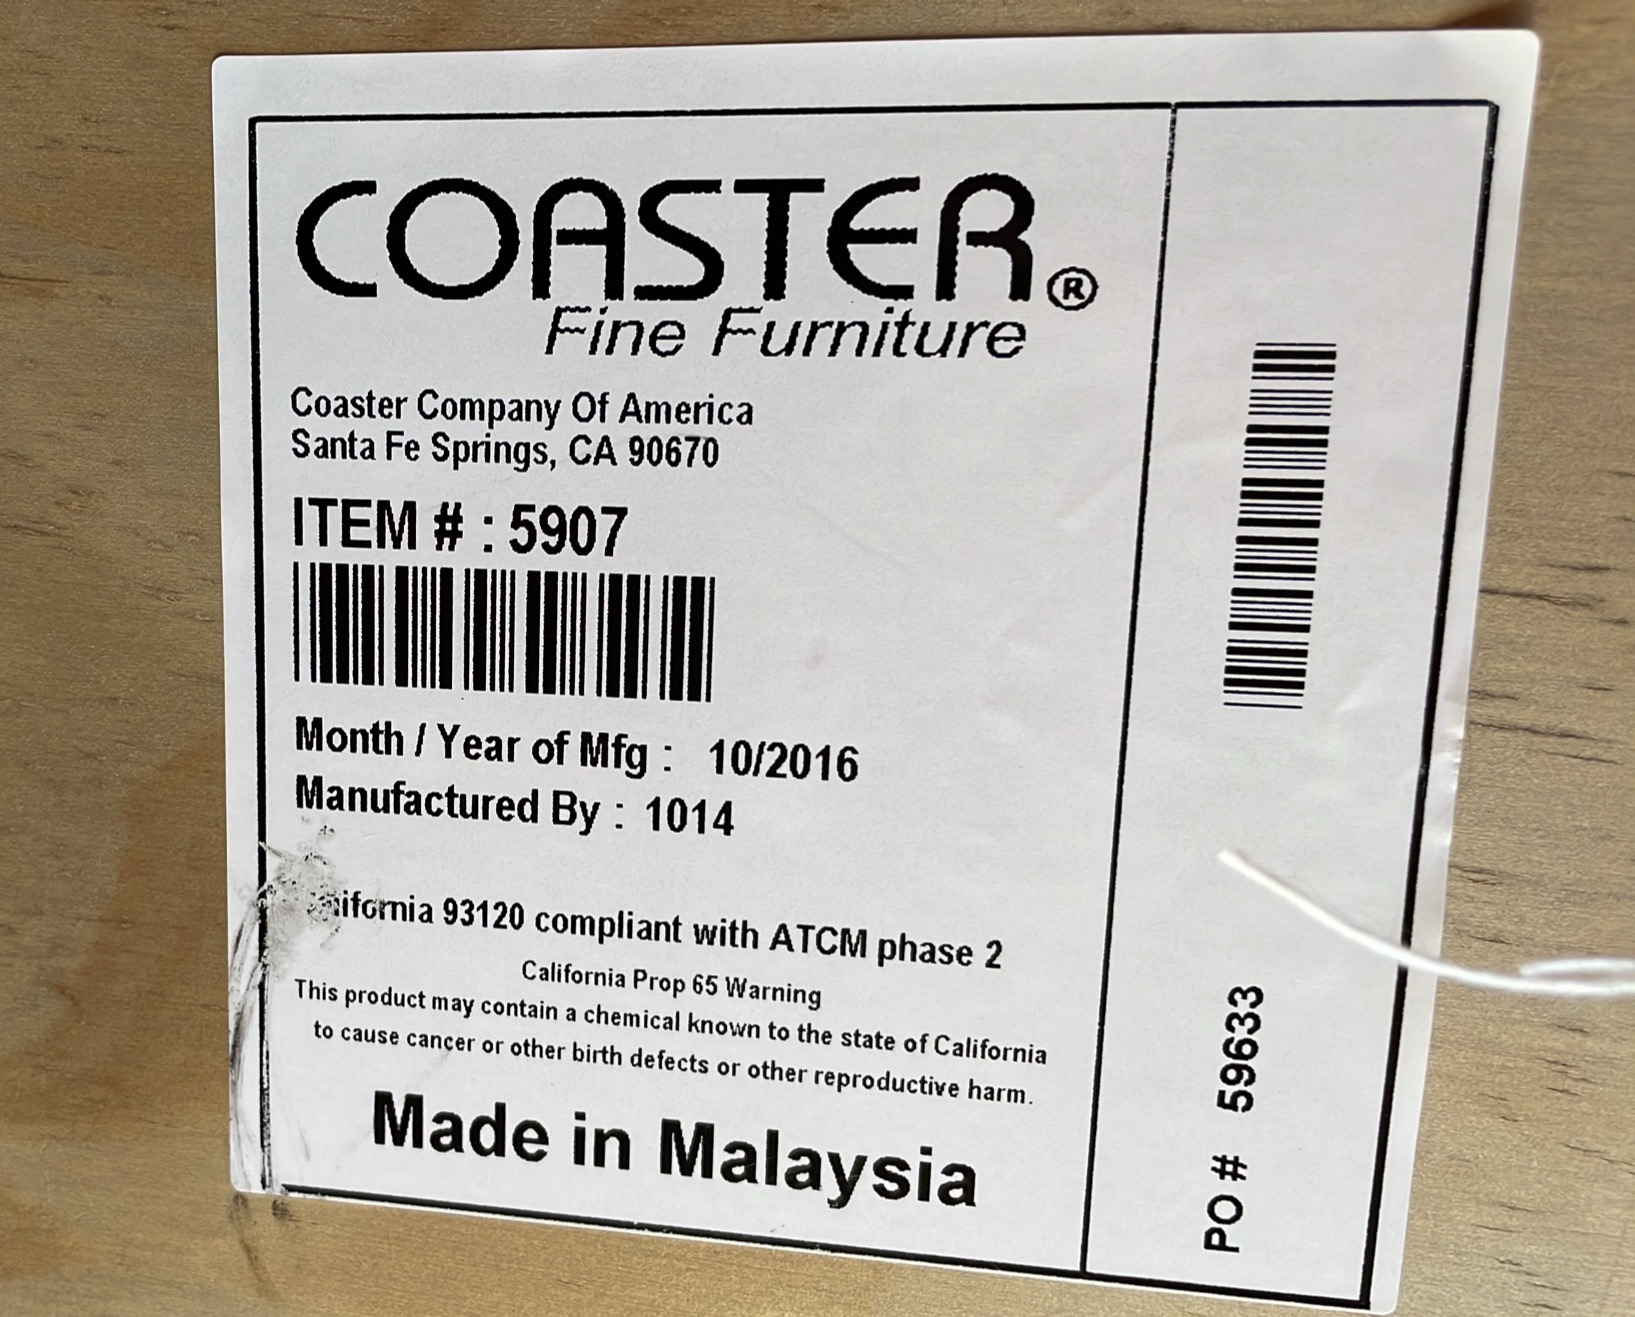 COASTER®
Fine Furniture
Coaster Company Of America
Santa Fe Springs, CA 90670
ITEM # : 5907
Month / Year of Mfg : 10/2016
Manufactured By : 1014
California 93120 compliant with ATCM phase 2
California Prop 65 Warning
This product may contain a chemical known to the state of California
to cause cancer or other birth defects or other reproductive harm.
Made in Malaysia
PO # 59633